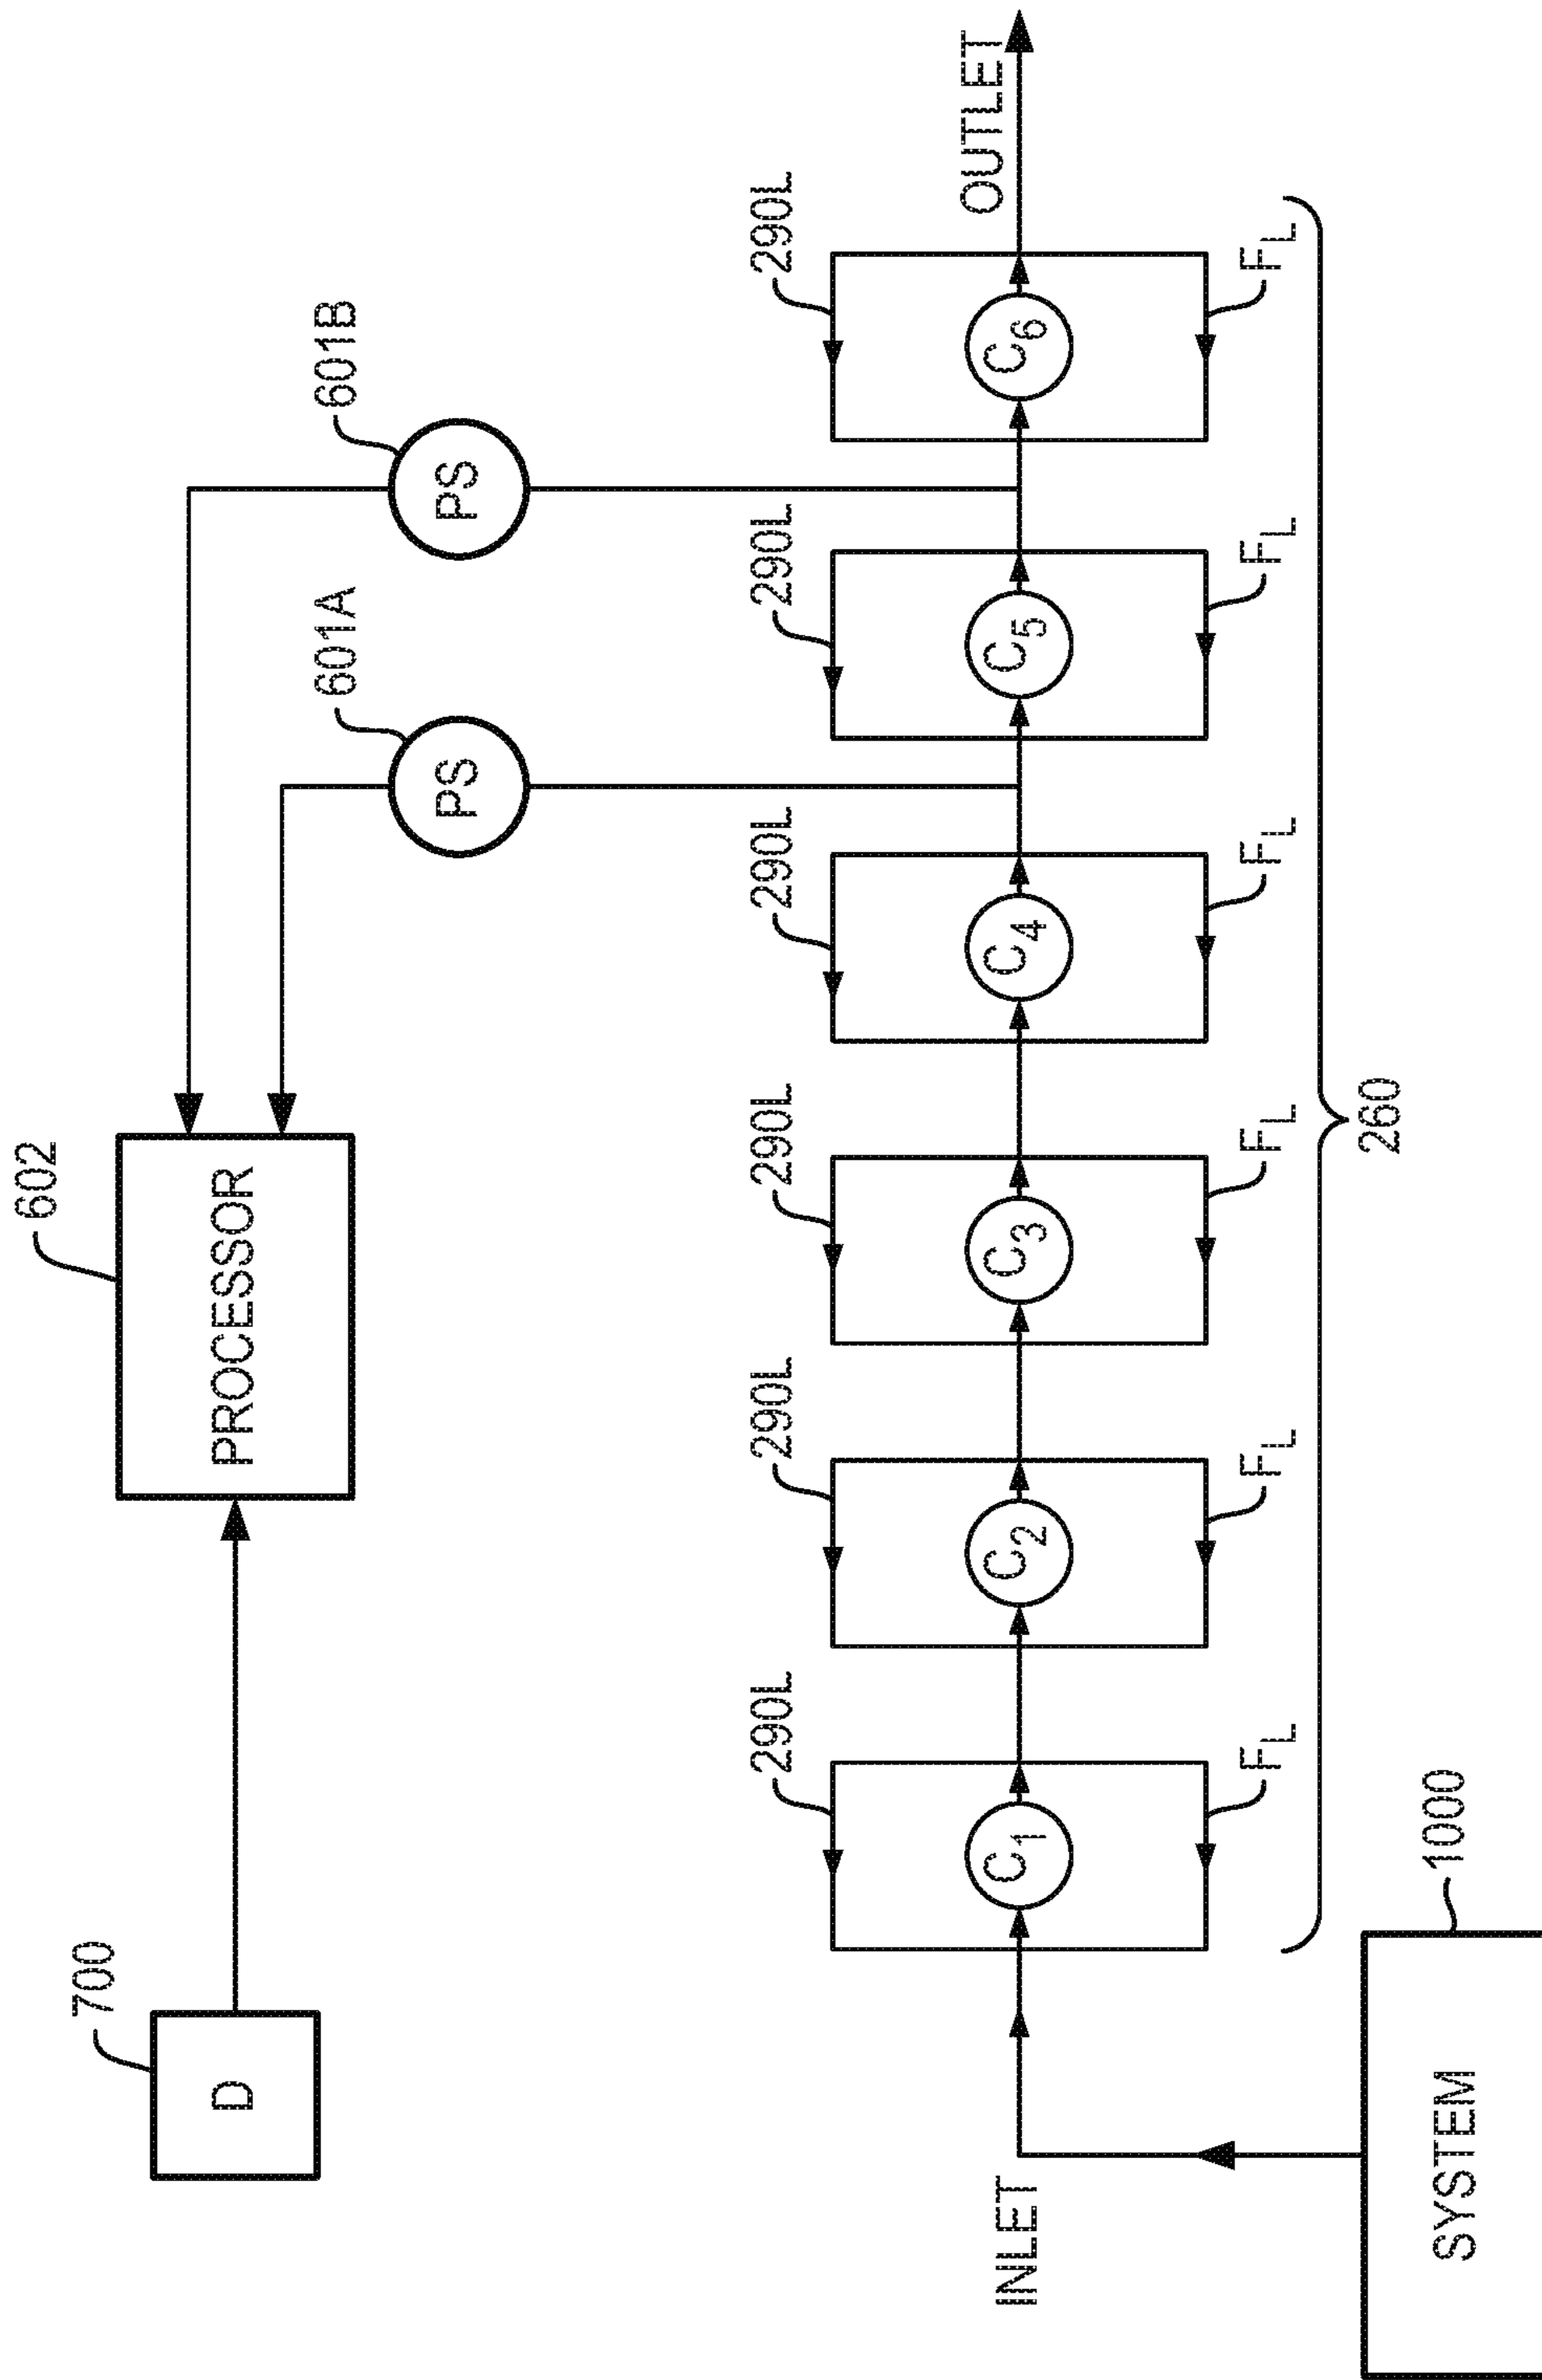 700
D
602
PROCESSOR
601A
PS
601B
PS
290L
290L
290L
290L
290L
290L
INLET
C1
C2
C3
C4
C5
C6
OUTLET
FL
FL
FL
FL
FL
FL
260
1000
SYSTEM